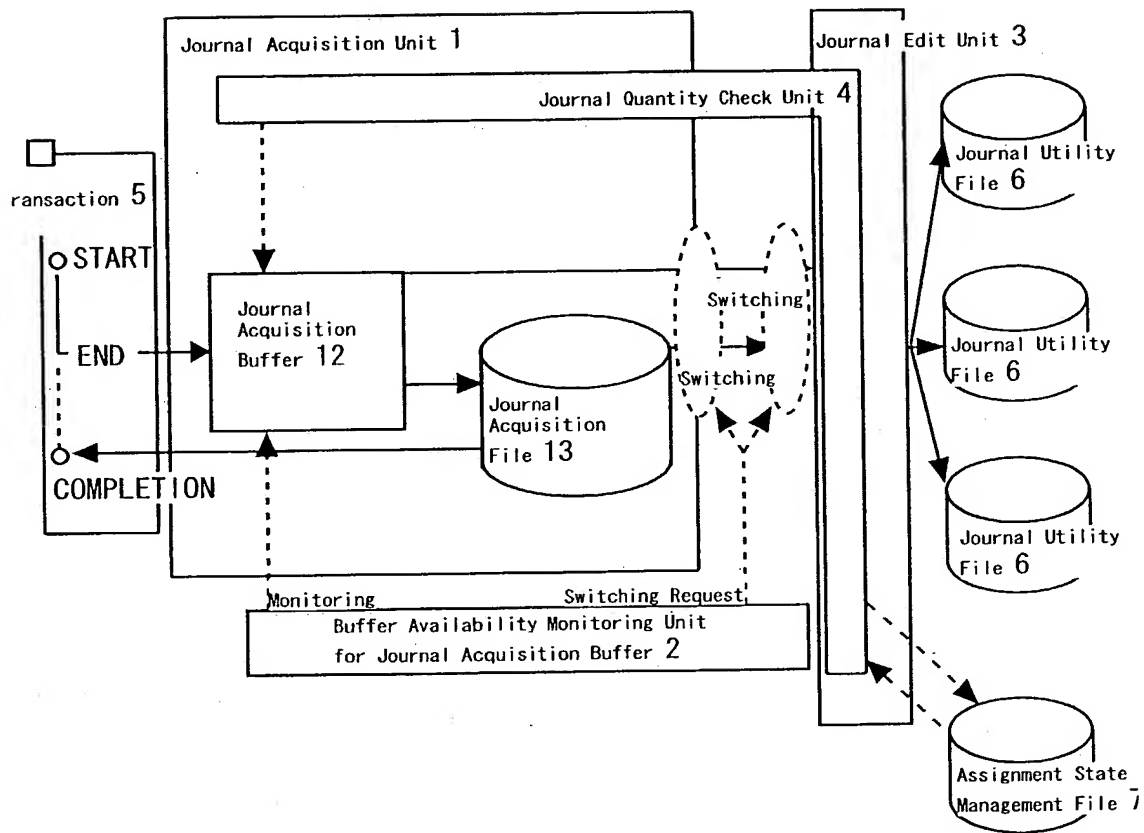 Journal Acquisition Unit 1
Journal Edit Unit 3
Journal Quantity Check Unit 4
ransaction 5
START
END
COMPLETION
Journal
Acquisition
Buffer 12
Journal
Acquisition
File 13
Switching
Switching
Journal Utility
File 6
Journal Utility
File 6
Journal Utility
File 6
Monitoring
Switching Request
Buffer Availability Monitoring Unit
for Journal Acquisition Buffer 2
Assignment State
Management File 7